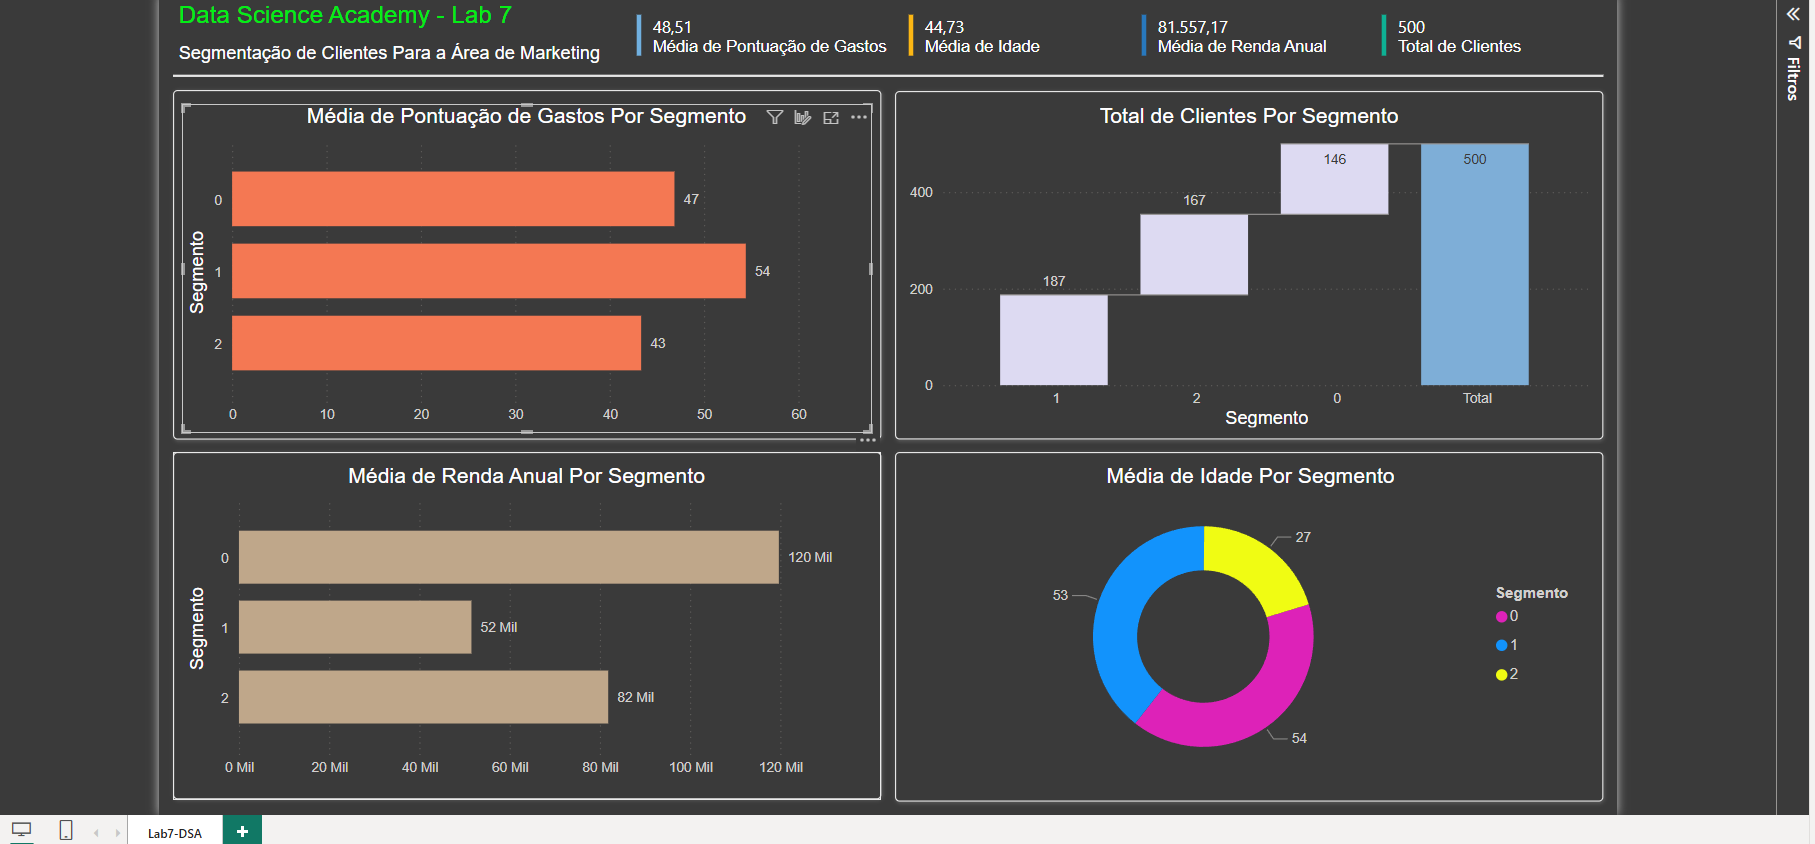 Data Science Academy - Lab 7
Segmentação de Clientes Para a Área de Marketing
48,51
Média de Pontuação de Gastos
44,73
Média de Idade
81.557,17
Média de Renda Anual
500
Total de Clientes
Filtros
Média de Pontuação de Gastos Por Segmento
Segmento
0
47
1
54
2
43
0 10 20 30 40 50 60
Total de Clientes Por Segmento
400
200
0
187
167
146
500
1 2 0 Total
Segmento
Média de Renda Anual Por Segmento
Segmento
0
120 Mil
1
52 Mil
2
82 Mil
0 Mil 20 Mil 40 Mil 60 Mil 80 Mil 100 Mil 120 Mil
Média de Idade Por Segmento
27
53
54
Segmento
0
1
2
Lab7-DSA